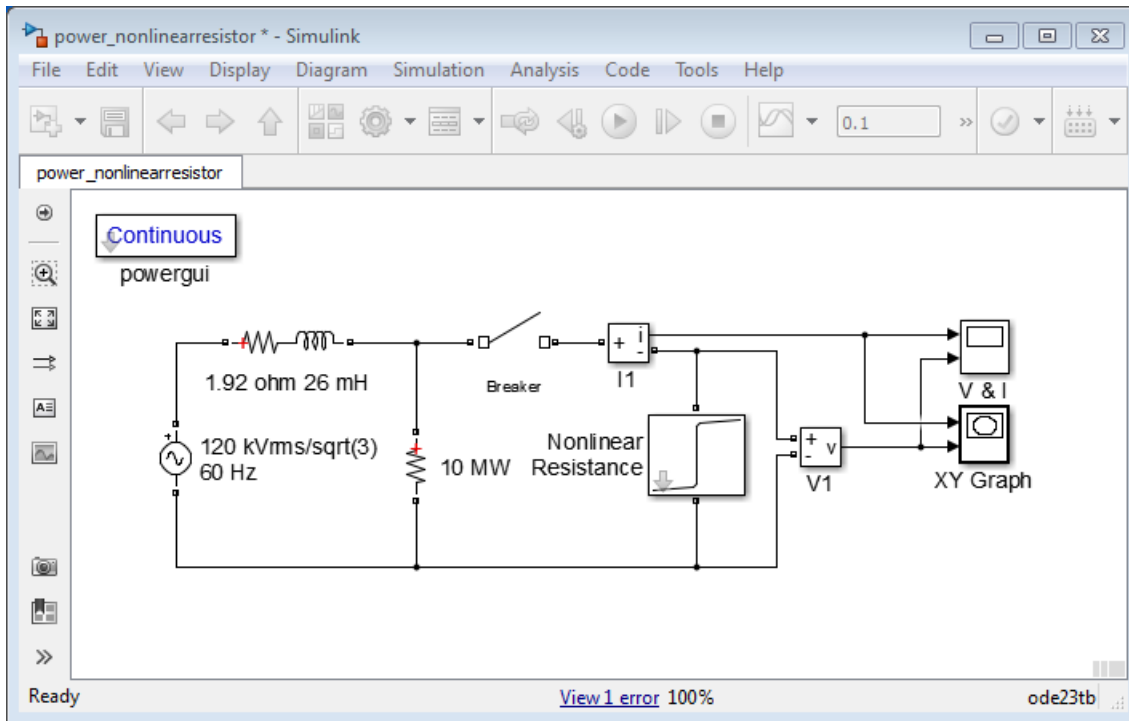 power_nonlinearresistor * - Simulink
File Edit View Display Diagram Simulation Analysis Code Tools Help
0.1 »
power_nonlinearresistor
Continuous
powergui
1.92 ohm 26 mH
Breaker
+ i
-
I1
V & I
120 kVrms/sqrt(3)
60 Hz
10 MW
Nonlinear
Resistance
+ v
-
V1
XY Graph
Ready View 1 error 100% ode23tb